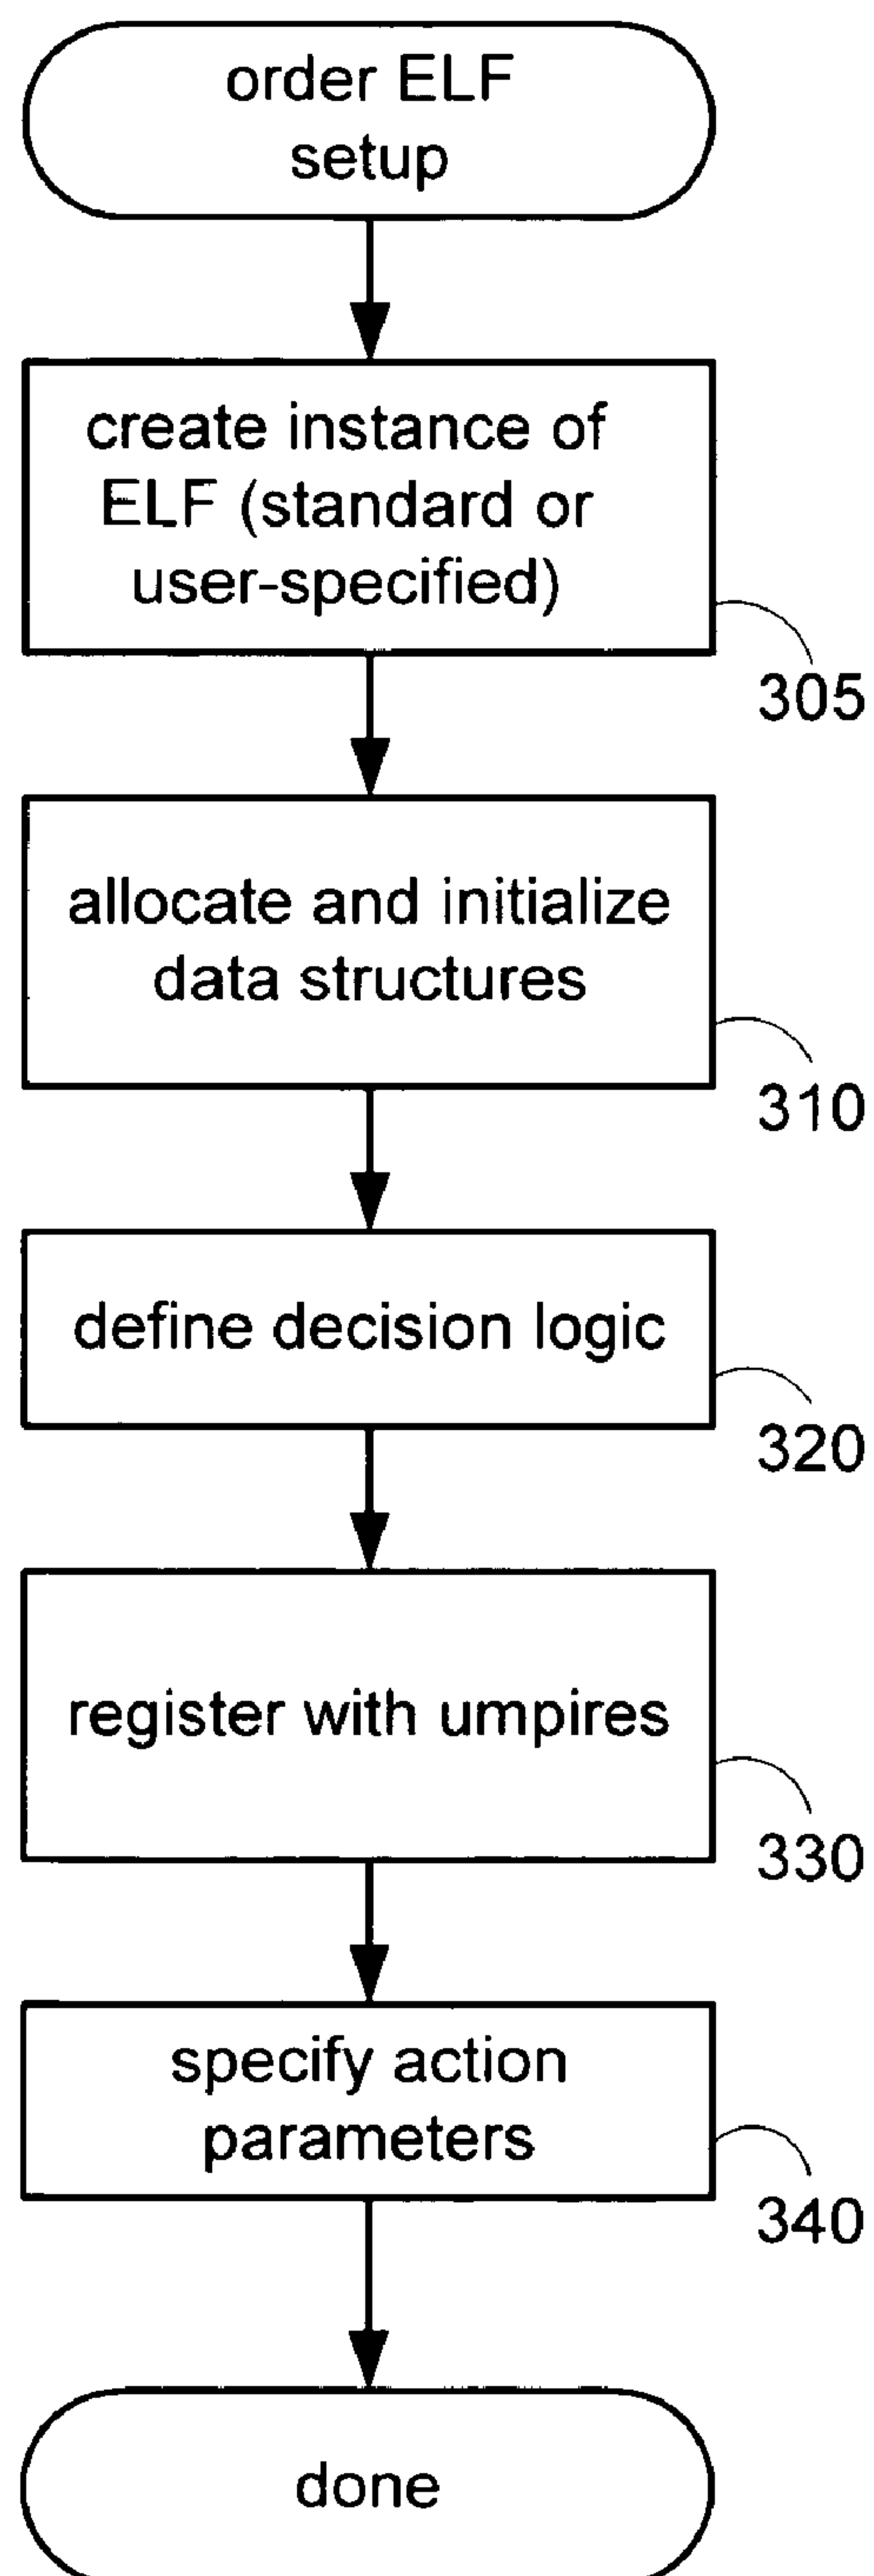 order ELF
setup
create instance of
ELF (standard or
user-specified)
305
allocate and initialize
data structures
310
define decision logic
320
register with umpires
330
specify action
parameters
340
done